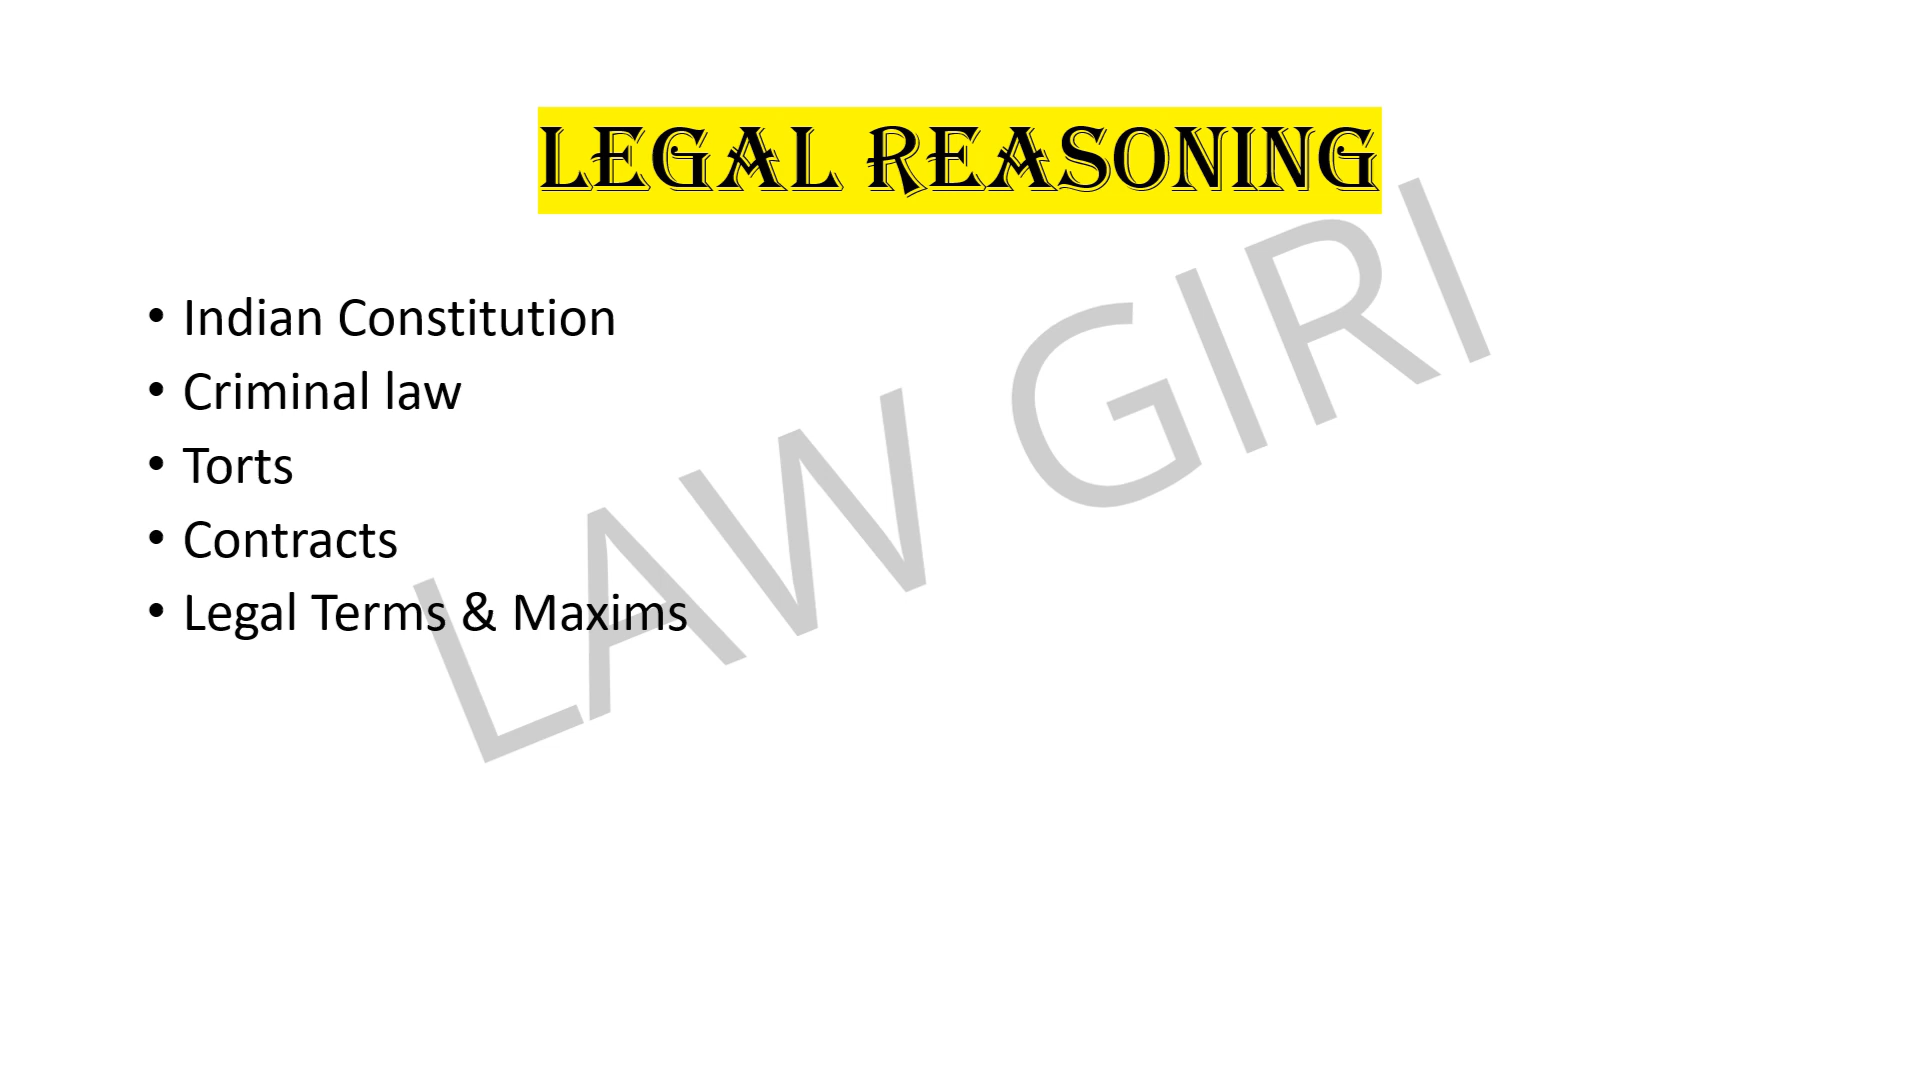 LEGAL REASONING
• Indian Constitution
• Criminal law
• Torts
• Contracts
• Legal Terms & Maxims
LAW GIRI